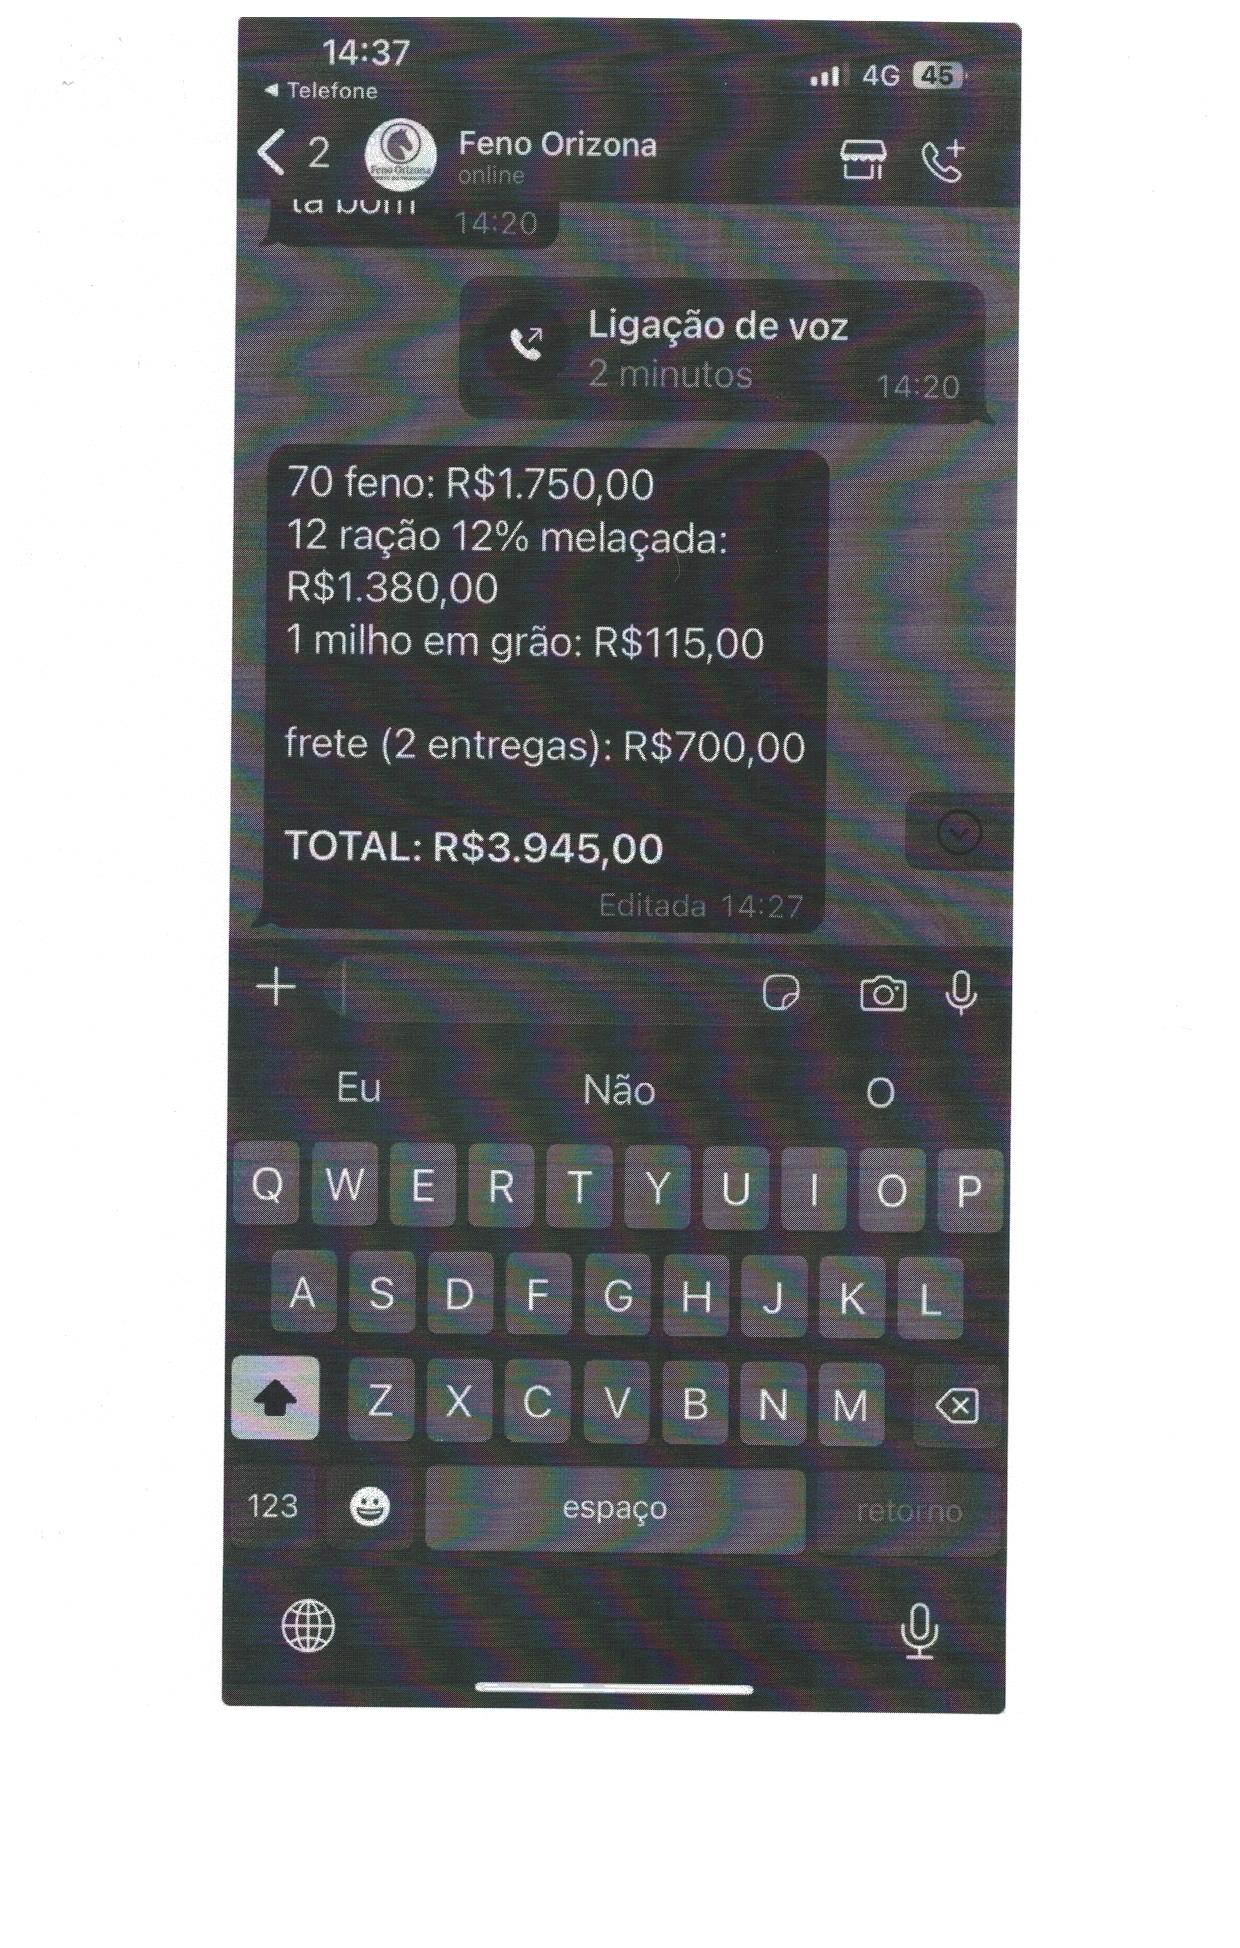 14:37
4G 45
◀ Telefone
2
Feno Orizona
Feno Orizona
online
ta bom 14:20
Ligação de voz
2 minutos 14:20
70 feno: R$1.750,00
12 ração 12% melaçada:
R$1.380,00
1 milho em grão: R$115,00
frete (2 entregas): R$700,00
TOTAL: R$3.945,00
Editada 14:27
Eu Não O
Q W E R T Y U I O P
A S D F G H J K L
Z X C V B N M
123 espaço retorno